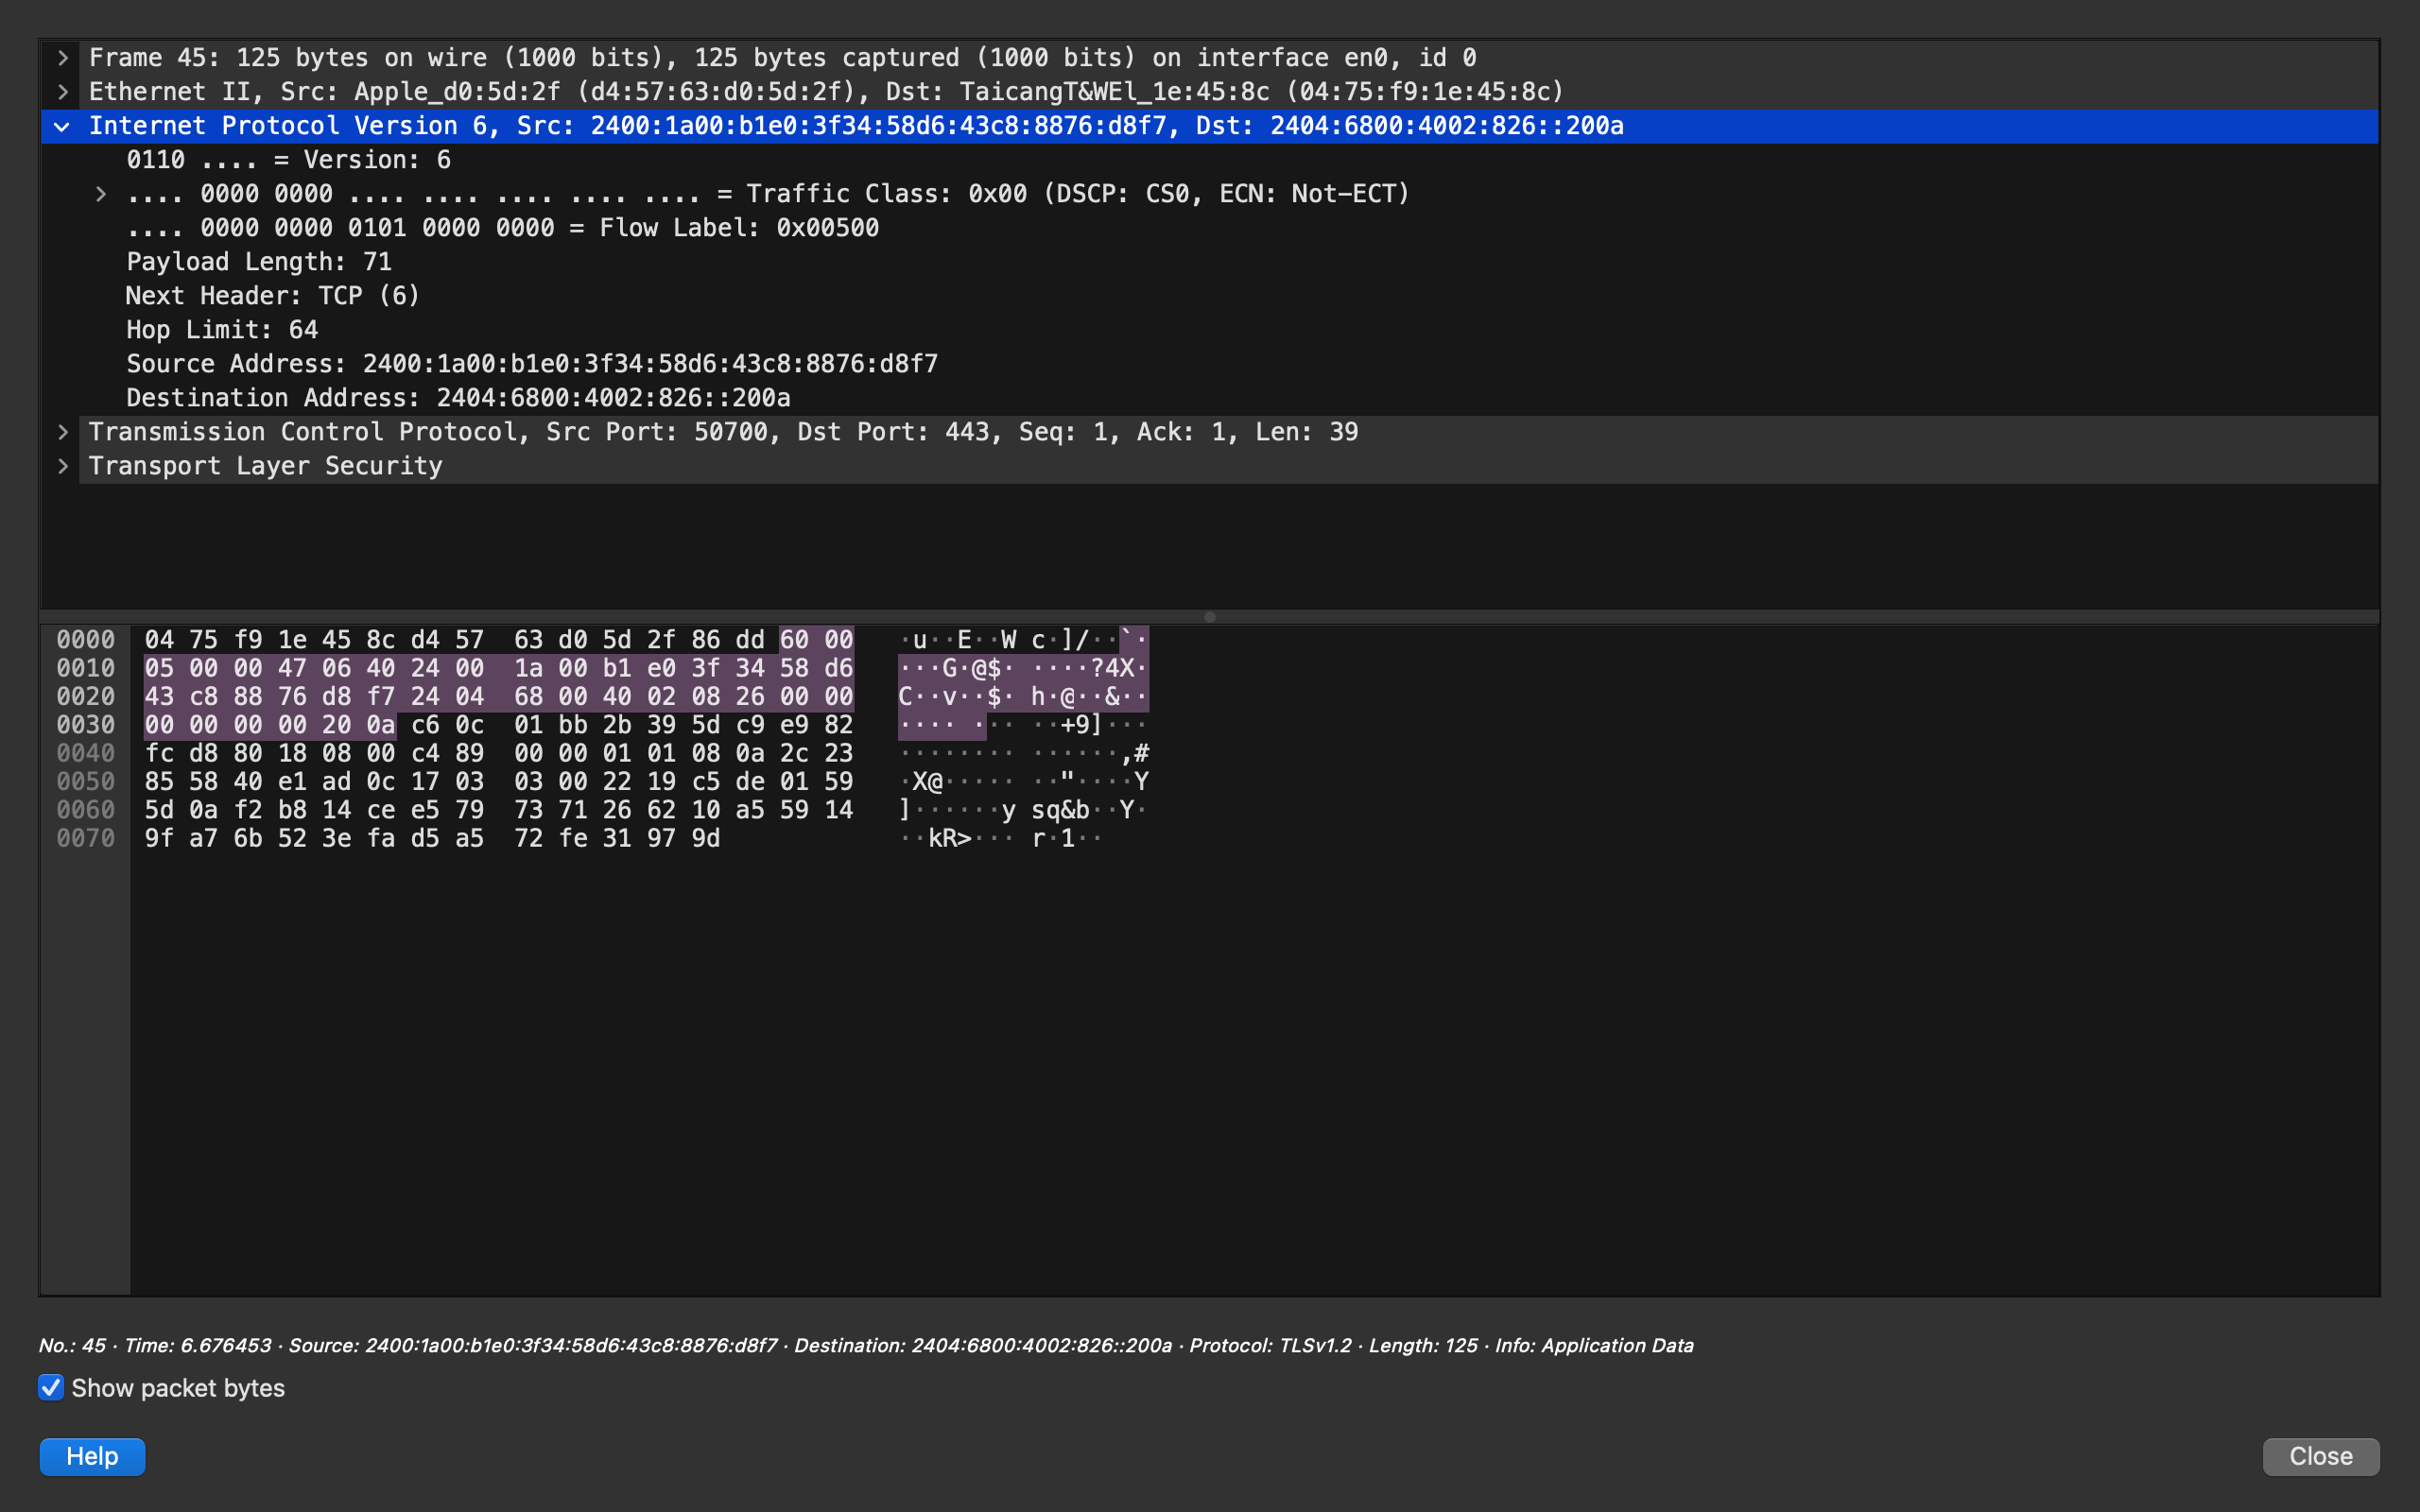 Frame 45: 125 bytes on wire (1000 bits), 125 bytes captured (1000 bits) on interface en0, id 0
Ethernet II, Src: Apple_d0:5d:2f (d4:57:63:d0:5d:2f), Dst: TaicangT&WEl_1e:45:8c (04:75:f9:1e:45:8c)
Internet Protocol Version 6, Src: 2400:1a00:b1e0:3f34:58d6:43c8:8876:d8f7, Dst: 2404:6800:4002:826::200a
0110 .... = Version: 6
.... 0000 0000 .... .... .... .... .... = Traffic Class: 0x00 (DSCP: CS0, ECN: Not-ECT)
.... 0000 0000 0101 0000 0000 = Flow Label: 0x00500
Payload Length: 71
Next Header: TCP (6)
Hop Limit: 64
Source Address: 2400:1a00:b1e0:3f34:58d6:43c8:8876:d8f7
Destination Address: 2404:6800:4002:826::200a
Transmission Control Protocol, Src Port: 50700, Dst Port: 443, Seq: 1, Ack: 1, Len: 39
Transport Layer Security
0000 04 75 f9 1e 45 8c d4 57 63 d0 5d 2f 86 dd 60 00 ·u··E··W c·]/··`·
0010 05 00 00 47 06 40 24 00 1a 00 b1 e0 3f 34 58 d6 ···G·@$· ····?4X·
0020 43 c8 88 76 d8 f7 24 04 68 00 40 02 08 26 00 00 C··v··$· h·@··&··
0030 00 00 00 00 20 0a c6 0c 01 bb 2b 39 5d c9 e9 82 ···· ··· ··+9]···
0040 fc d8 80 18 08 00 c4 89 00 00 01 01 08 0a 2c 23 ········ ······,#
0050 85 58 40 e1 ad 0c 17 03 03 00 22 19 c5 de 01 59 ·X@····· ··"····Y
0060 5d 0a f2 b8 14 ce e5 79 73 71 26 62 10 a5 59 14 ]······y sq&b··Y·
0070 9f a7 6b 52 3e fa d5 a5 72 fe 31 97 9d ··kR>··· r·1··
No.: 45 · Time: 6.676453 · Source: 2400:1a00:b1e0:3f34:58d6:43c8:8876:d8f7 · Destination: 2404:6800:4002:826::200a · Protocol: TLSv1.2 · Length: 125 · Info: Application Data
Show packet bytes
Help
Close